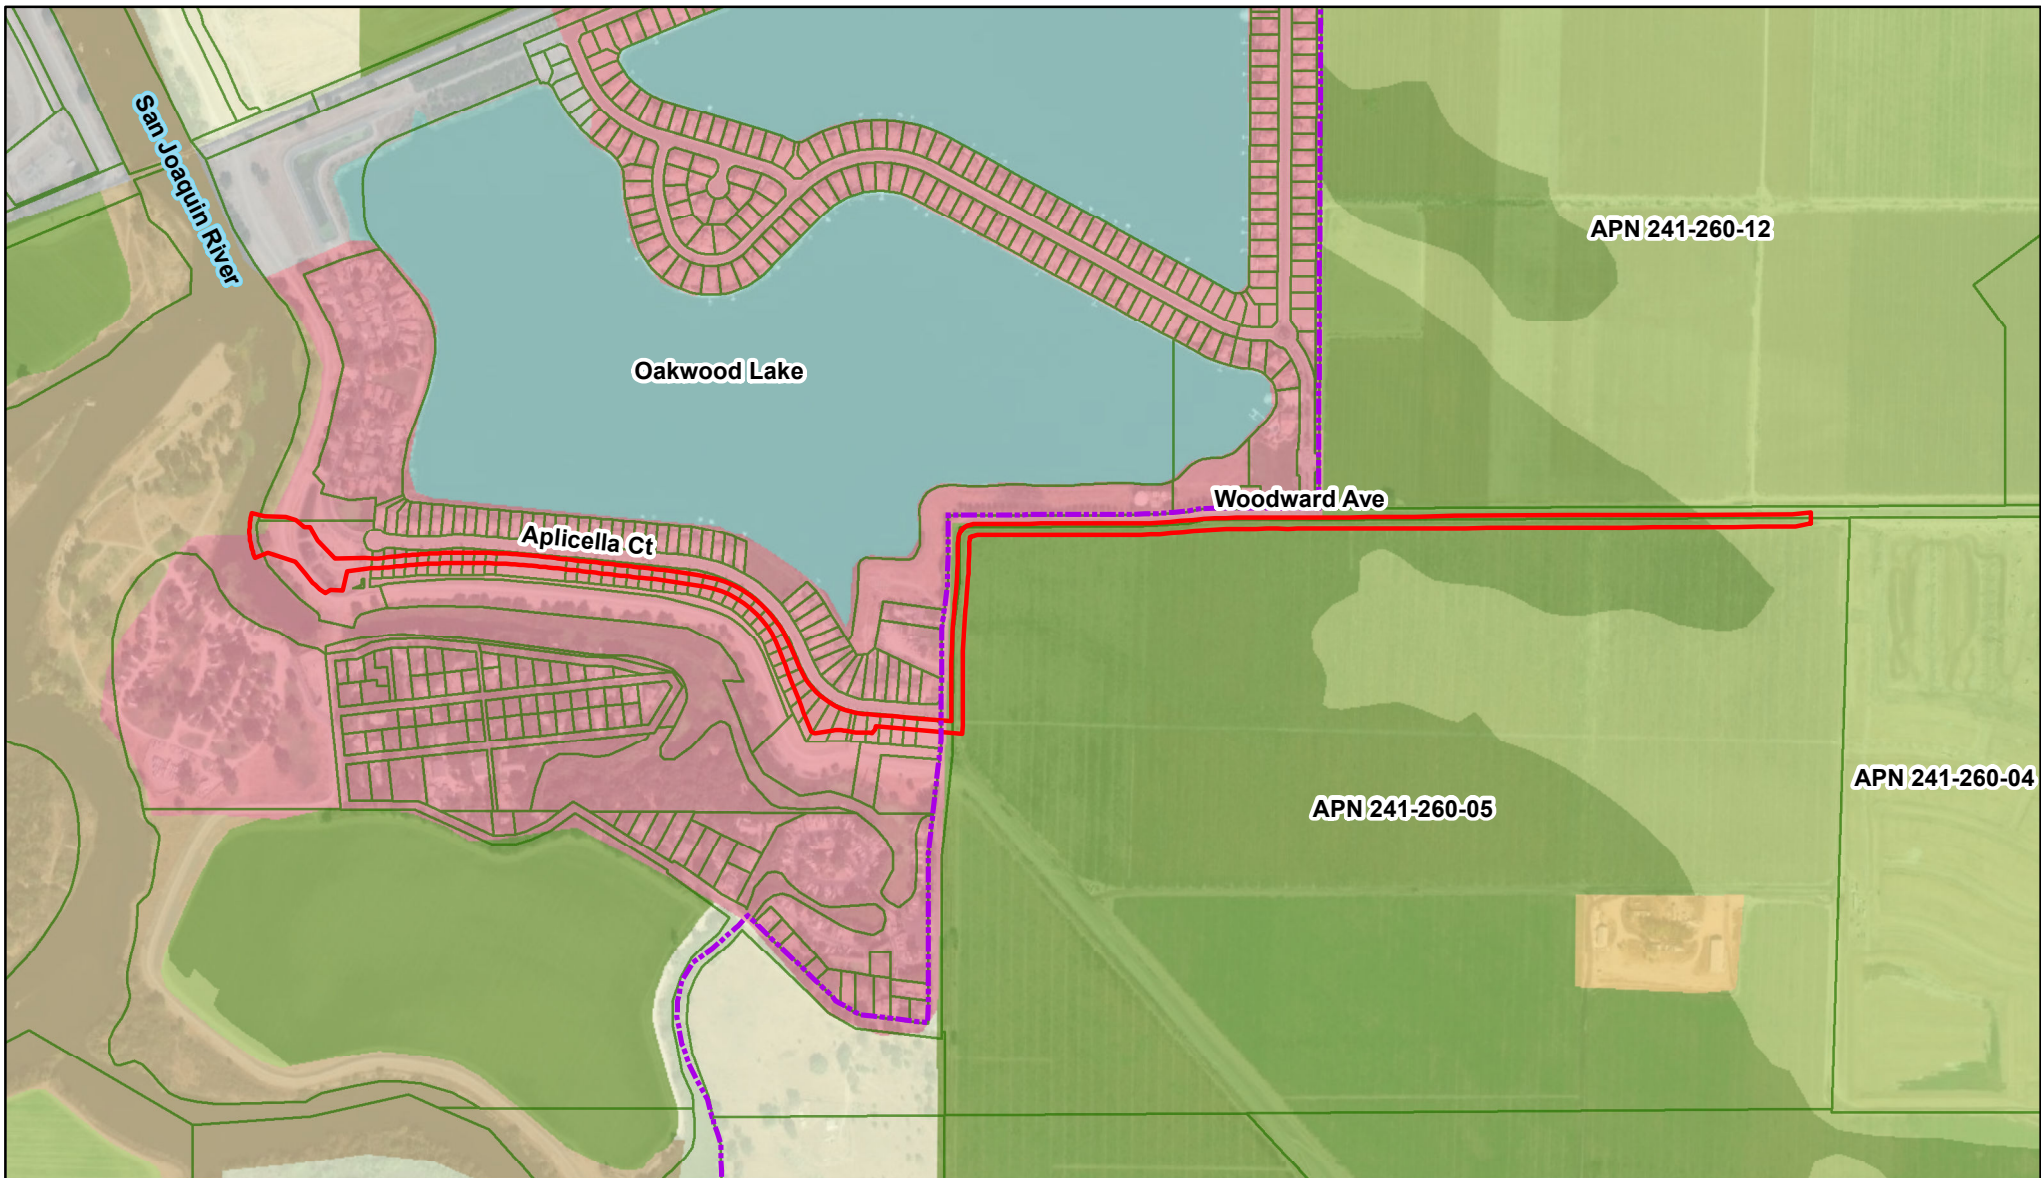 San Joaquin River
APN 241-260-12
Oakwood Lake
Woodward Ave
Aplicella Ct
APN 241-260-04
APN 241-260-05